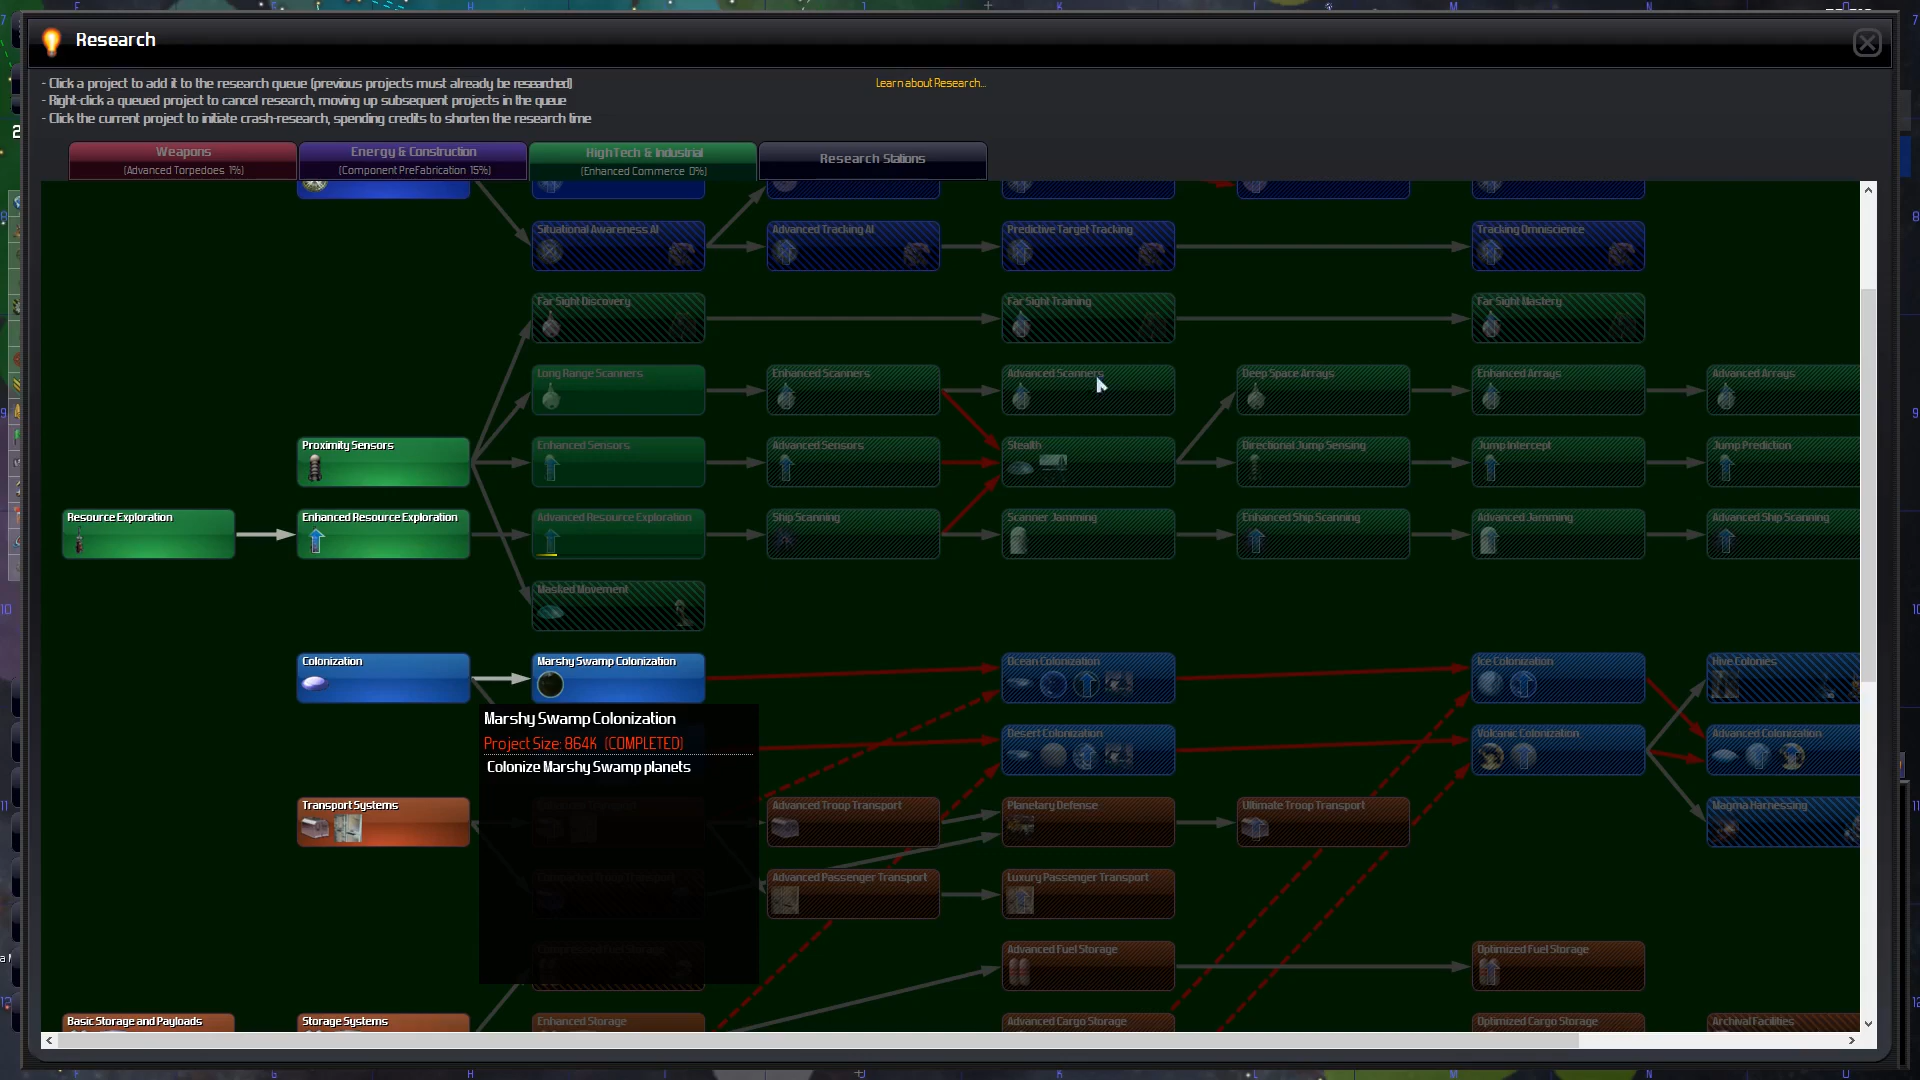 Research
- Click a project to add it to the research queue (previous projects must already be researched)
- Right-click a queued project to cancel research, moving up subsequent projects in the queue
- Click the current project to initiate crash-research, spending credits to shorten the research time
Learn about Research...
Weapons
(Advanced Torpedoes 1%)
Energy & Construction
(Component PreFabrication 15%)
HighTech & Industrial
(Enhanced Commerce 0%)
Research Stations
Situational Awareness AI
Advanced Tracking AI
Predictive Target Tracking
Tracking Omniscience
Far Sight Discovery
Far Sight Training
Far Sight Mastery
Long Range Scanners
Enhanced Scanners
Advanced Scanners
Deep Space Arrays
Enhanced Arrays
Advanced Arrays
Proximity Sensors
Enhanced Sensors
Advanced Sensors
Stealth
Directional Jump Sensing
Jump Intercept
Jump Prediction
Resource Exploration
Enhanced Resource Exploration
Advanced Resource Exploration
Ship Scanning
Scanner Jamming
Enhanced Ship Scanning
Advanced Jamming
Advanced Ship Scanning
Masked Movement
Colonization
Marshy Swamp Colonization
Ocean Colonization
Ice Colonization
Hive Colonies
Marshy Swamp Colonization
Project Size: 864K (COMPLETED)
Colonize Marshy Swamp planets
Desert Colonization
Volcanic Colonization
Advanced Colonization
Transport Systems
Advanced Troop Transport
Planetary Defense
Ultimate Troop Transport
Magma Harnessing
Advanced Passenger Transport
Luxury Passenger Transport
Compressed Fuel Storage
Advanced Fuel Storage
Optimized Fuel Storage
Basic Storage and Payloads
Storage Systems
Enhanced Storage
Advanced Cargo Storage
Optimized Cargo Storage
Archival Facilities